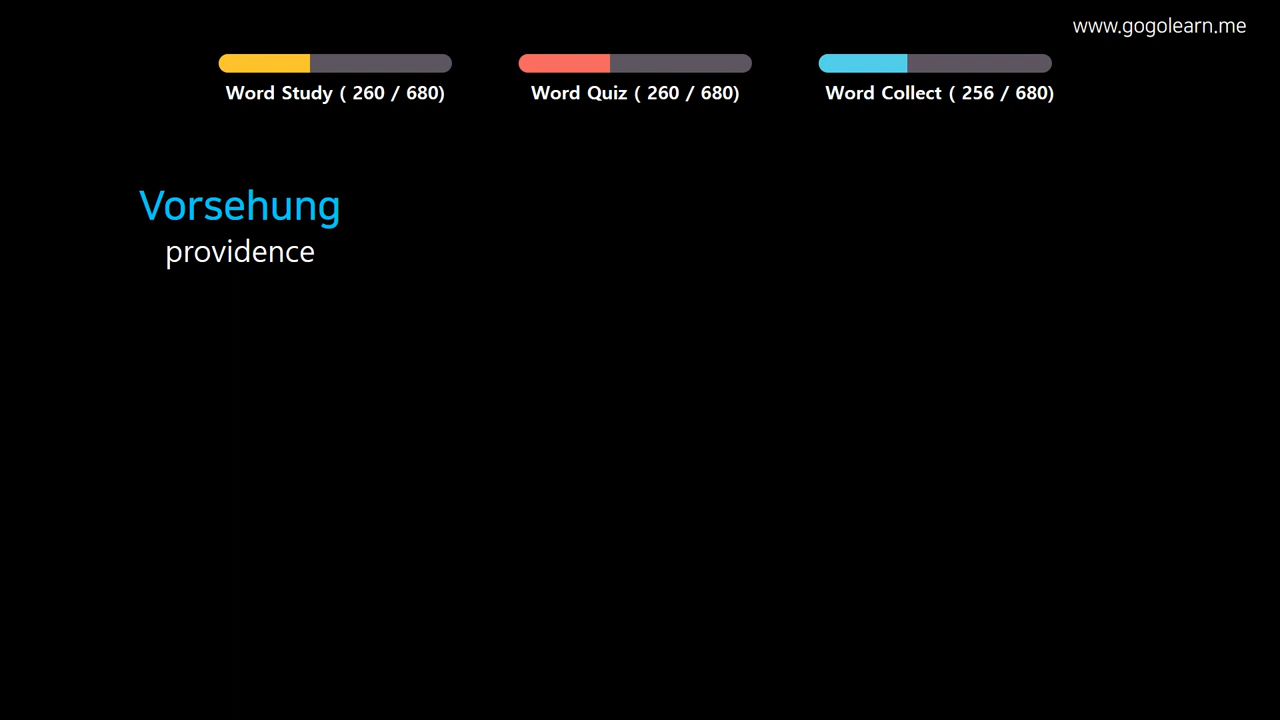 www.gogolearn.me
Word Study ( 260 / 680)
Word Quiz ( 260 / 680)
Word Collect ( 256 / 680)
Vorsehung
providence